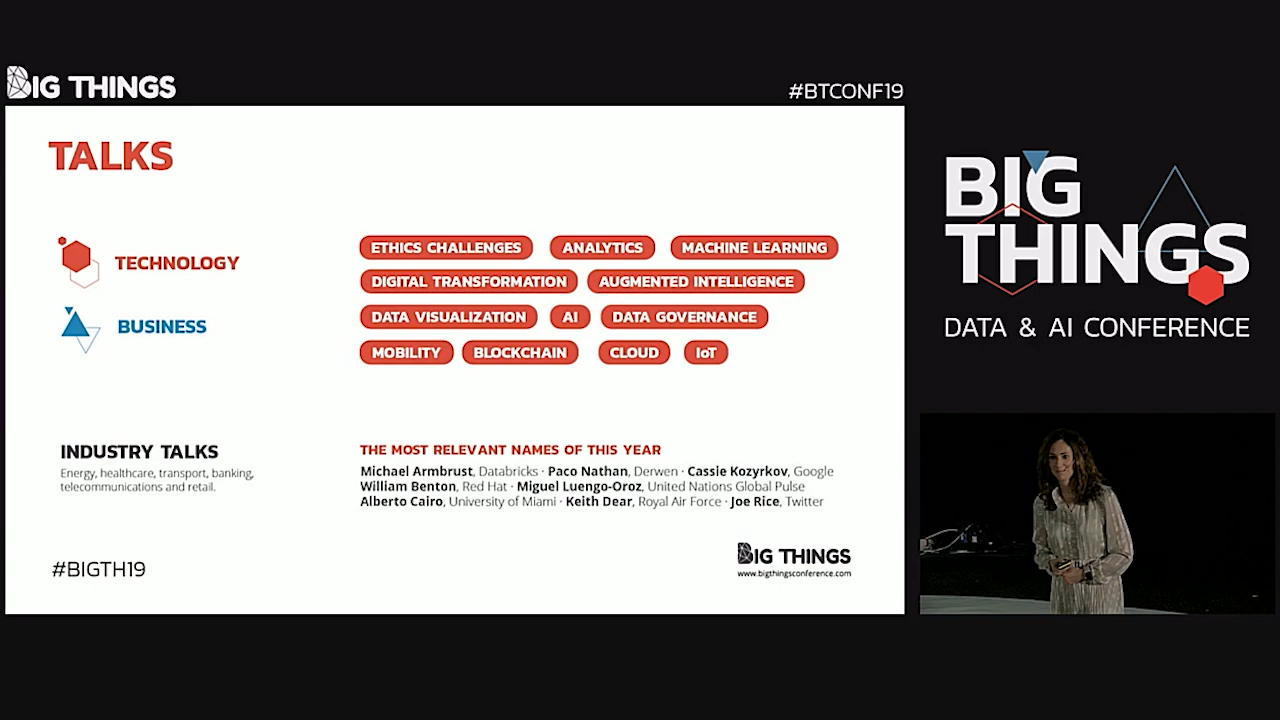 BIG THINGS
#BTCONF19
TALKS
TECHNOLOGY
BUSINESS
ETHICS CHALLENGES
ANALYTICS
MACHINE LEARNING
DIGITAL TRANSFORMATION
AUGMENTED INTELLIGENCE
DATA VISUALIZATION
AI
DATA GOVERNANCE
MOBILITY
BLOCKCHAIN
CLOUD
IoT
INDUSTRY TALKS
Energy, healthcare, transport, banking,
telecommunications and retail.
THE MOST RELEVANT NAMES OF THIS YEAR
Michael Armbrust, Databricks · Paco Nathan, Derwen · Cassie Kozyrkov, Google
William Benton, Red Hat · Miguel Luengo-Oroz, United Nations Global Pulse
Alberto Cairo, University of Miami · Keith Dear, Royal Air Force · Joe Rice, Twitter
#BIGTH19
BIG THINGS
www.bigthingsconference.com
BIG
THINGS
DATA & AI CONFERENCE